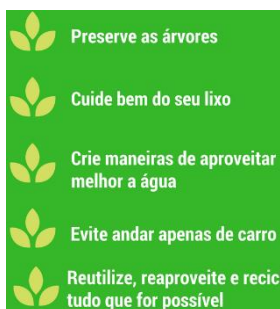 Preserve as árvores
Cuide bem do seu lixo
Crie maneiras de aproveitar
melhor a água
Evite andar apenas de carro
Reutilize, reaproveite e recic
tudo que for possível